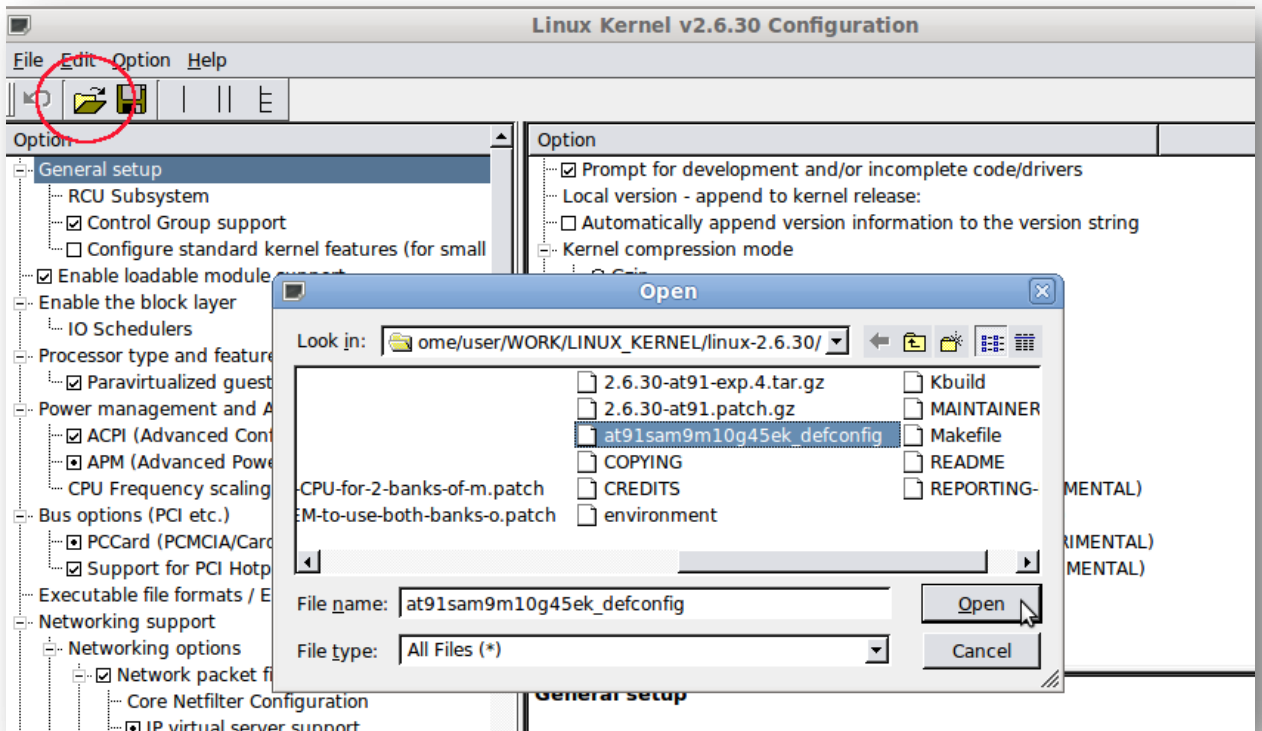 Linux Kernel v2.6.30 Configuration
File Edit Option Help
Option
General setup
RCU Subsystem
Control Group support
Configure standard kernel features (for small
Enable loadable module support
Enable the block layer
IO Schedulers
Processor type and feature
Paravirtualized guest
Power management and A
ACPI (Advanced Conf
APM (Advanced Powe
CPU Frequency scaling
Bus options (PCI etc.)
PCCard (PCMCIA/Card
Support for PCI Hotp
Executable file formats / E
Networking support
Networking options
Network packet fi
Core Netfilter Configuration
IP virtual server support
Option
Prompt for development and/or incomplete code/drivers
Local version - append to kernel release:
Automatically append version information to the version string
Kernel compression mode
Gzip
MENTAL)
RIMENTAL)
MENTAL)
General setup
Open
Look in: ome/user/WORK/LINUX_KERNEL/linux-2.6.30/
-CPU-for-2-banks-of-m.patch
EM-to-use-both-banks-o.patch
2.6.30-at91-exp.4.tar.gz
2.6.30-at91.patch.gz
at91sam9m10g45ek_defconfig
COPYING
CREDITS
environment
Kbuild
MAINTAINER
Makefile
README
REPORTING-
File name: at91sam9m10g45ek_defconfig
Open
File type: All Files (*)
Cancel